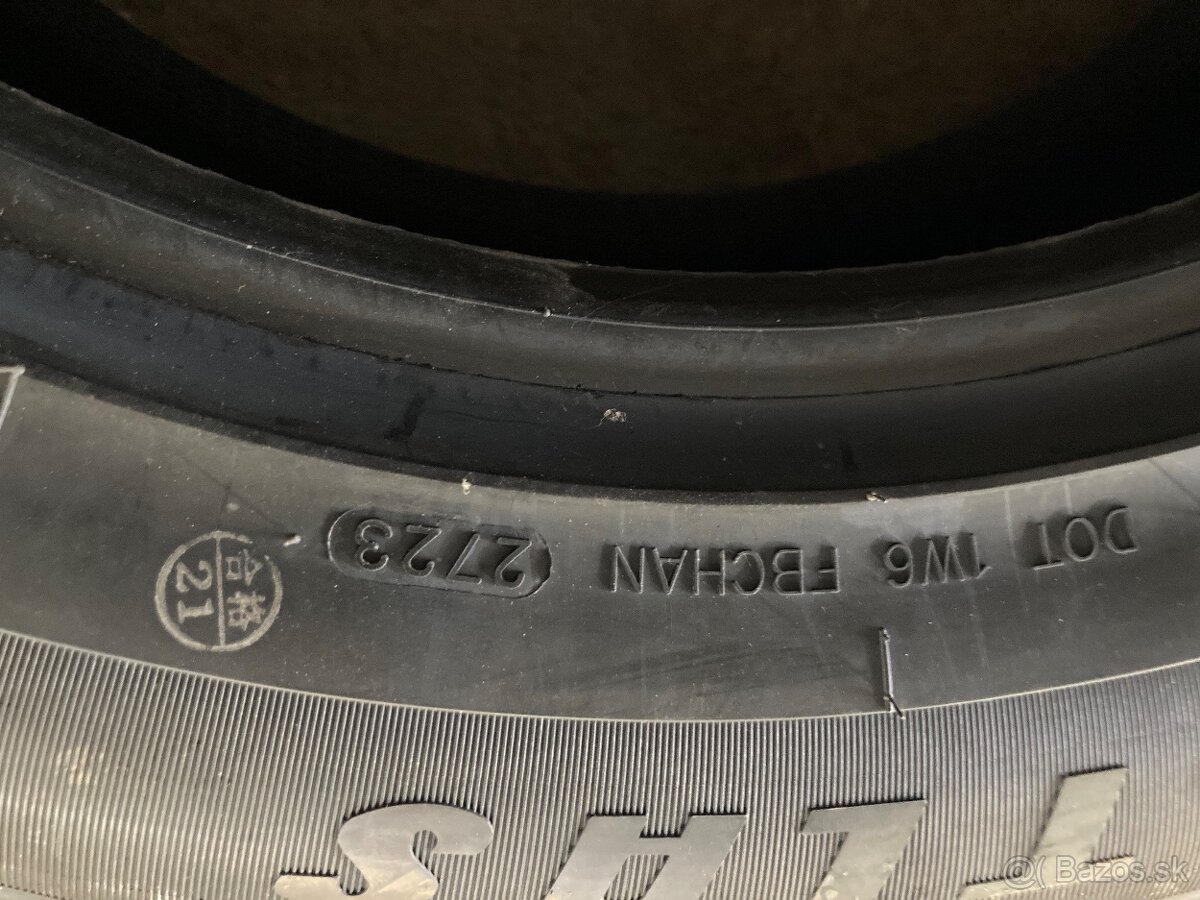 DOT 1W6 FBCHAN 2723
合格
21
Bazos.sk